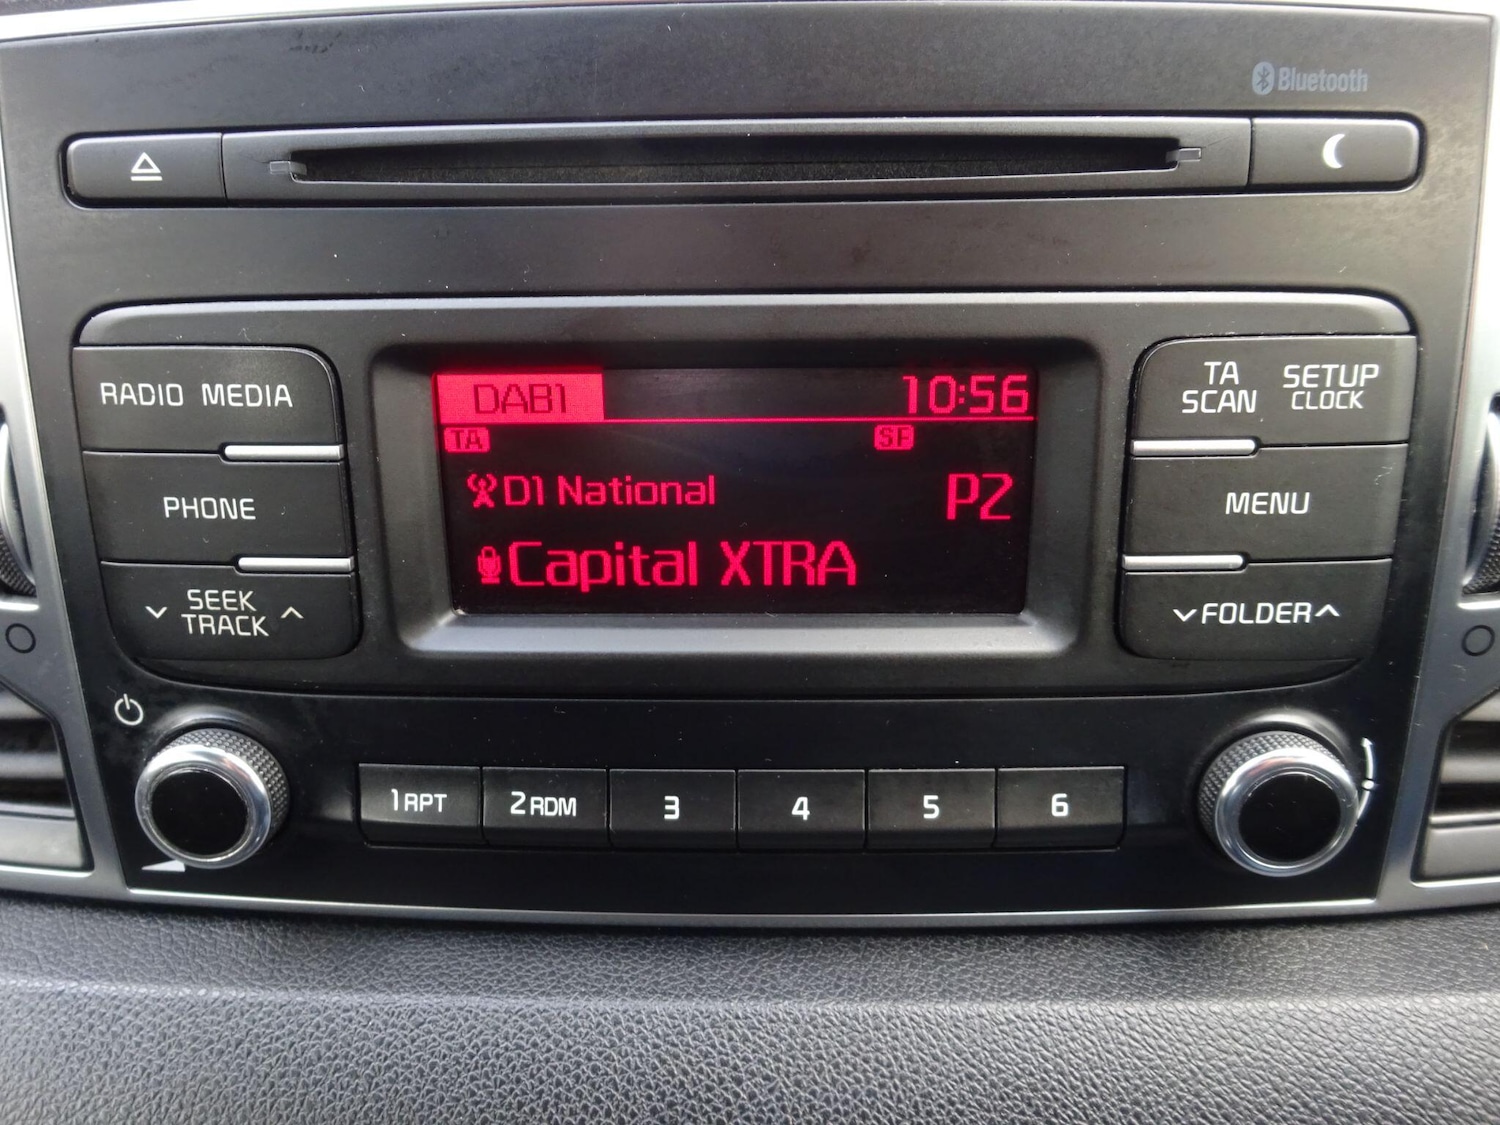 Bluetooth
RADIO MEDIA
PHONE
SEEK
TRACK
DAB1 10:56
TA SF
D1 National P2
Capital XTRA
TA
SCAN
SETUP
CLOCK
MENU
FOLDER
1 RPT
2 RDM
3
4
5
6